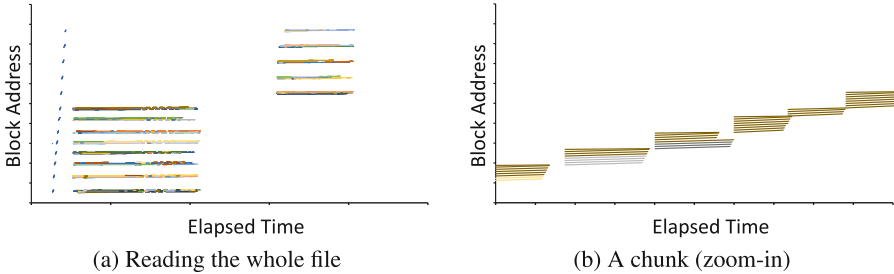 Block Address
Elapsed Time
(a) Reading the whole file
Block Address
Elapsed Time
(b) A chunk (zoom-in)